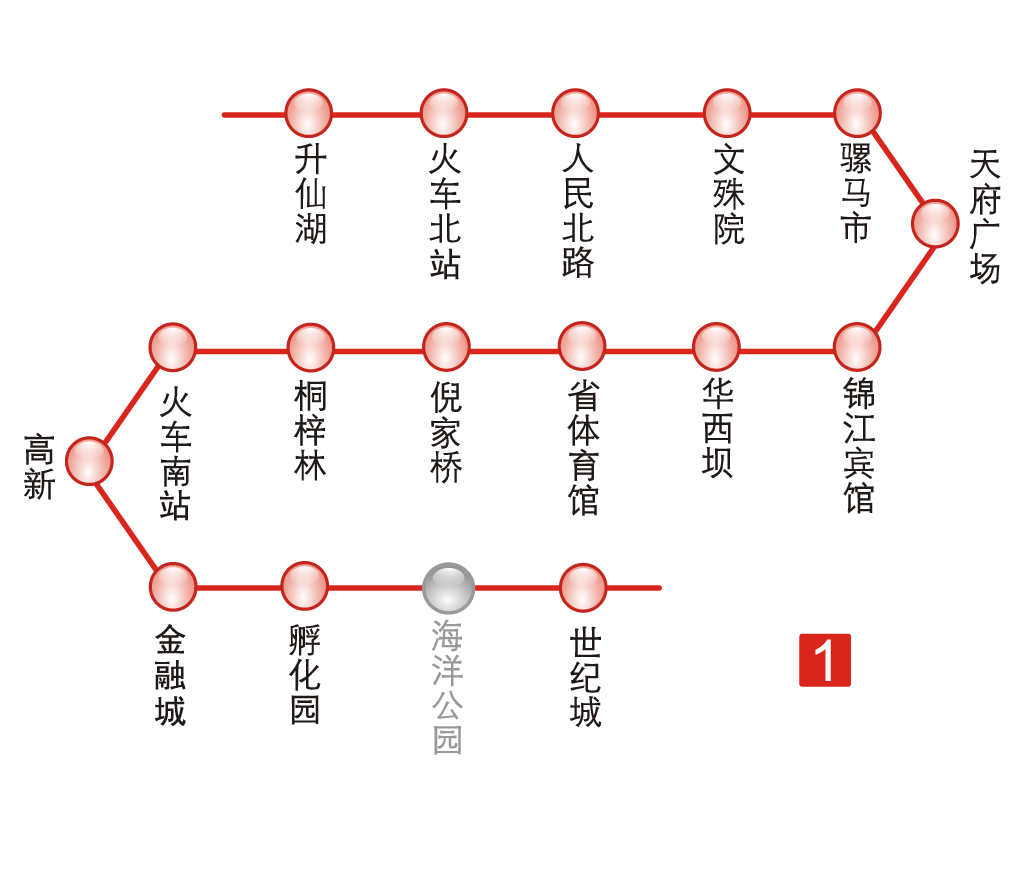 升仙湖
火车北站
人民北路
文殊院
骡马市
天府广场
锦江宾馆
华西坝
省体育馆
倪家桥
桐梓林
火车南站
高新
金融城
孵化园
海洋公园
世纪城
1